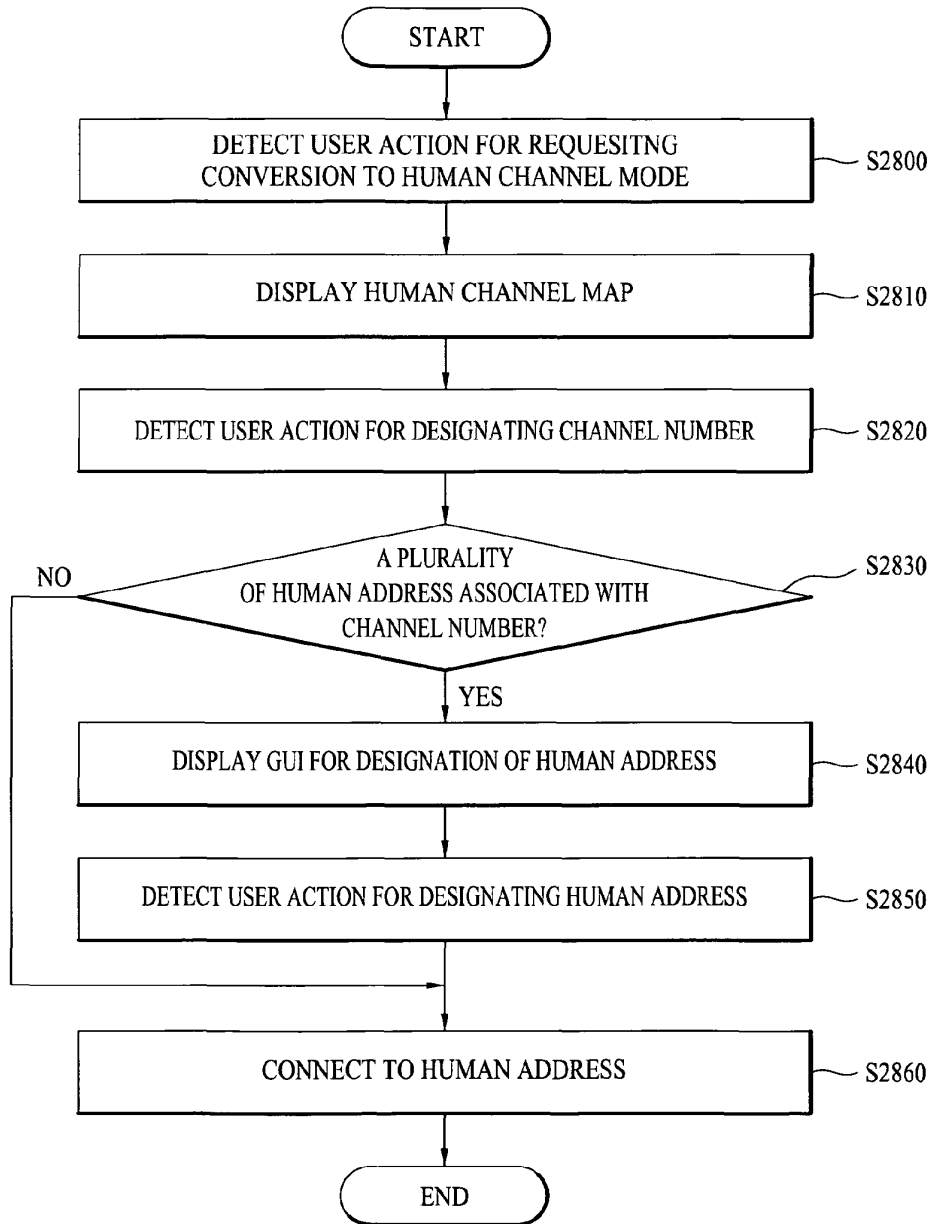 START
DETECT USER ACTION FOR REQUESITNG
CONVERSION TO HUMAN CHANNEL MODE
S2800
DISPLAY HUMAN CHANNEL MAP
S2810
DETECT USER ACTION FOR DESIGNATING CHANNEL NUMBER
S2820
A PLURALITY
OF HUMAN ADDRESS ASSOCIATED WITH
CHANNEL NUMBER?
S2830
NO
YES
DISPLAY GUI FOR DESIGNATION OF HUMAN ADDRESS
S2840
DETECT USER ACTION FOR DESIGNATING HUMAN ADDRESS
S2850
CONNECT TO HUMAN ADDRESS
S2860
END